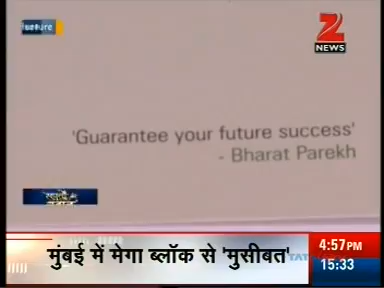 ZEE
NEWS
'Guarantee your future success'
- Bharat Parekh
मुंबई में मेगा ब्लॉक से 'मुसीबत'
4:57PM
15:33